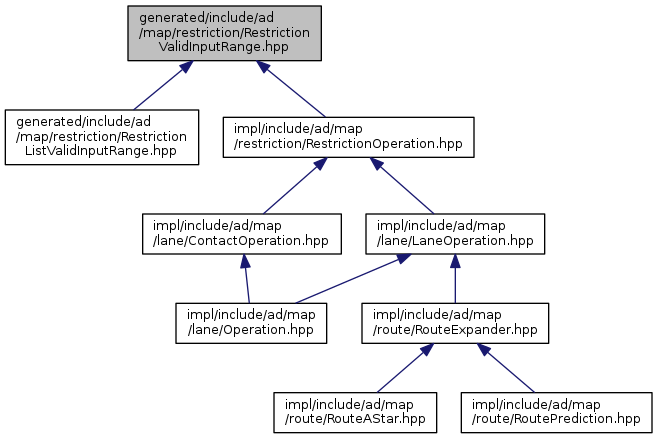 generated/include/ad
/map/restriction/Restriction
ValidInputRange.hpp
generated/include/ad
/map/restriction/Restriction
ListValidInputRange.hpp
impl/include/ad/map
/restriction/RestrictionOperation.hpp
impl/include/ad/map
/lane/ContactOperation.hpp
impl/include/ad/map
/lane/LaneOperation.hpp
impl/include/ad/map
/lane/Operation.hpp
impl/include/ad/map
/route/RouteExpander.hpp
impl/include/ad/map
/route/RouteAStar.hpp
impl/include/ad/map
/route/RoutePrediction.hpp